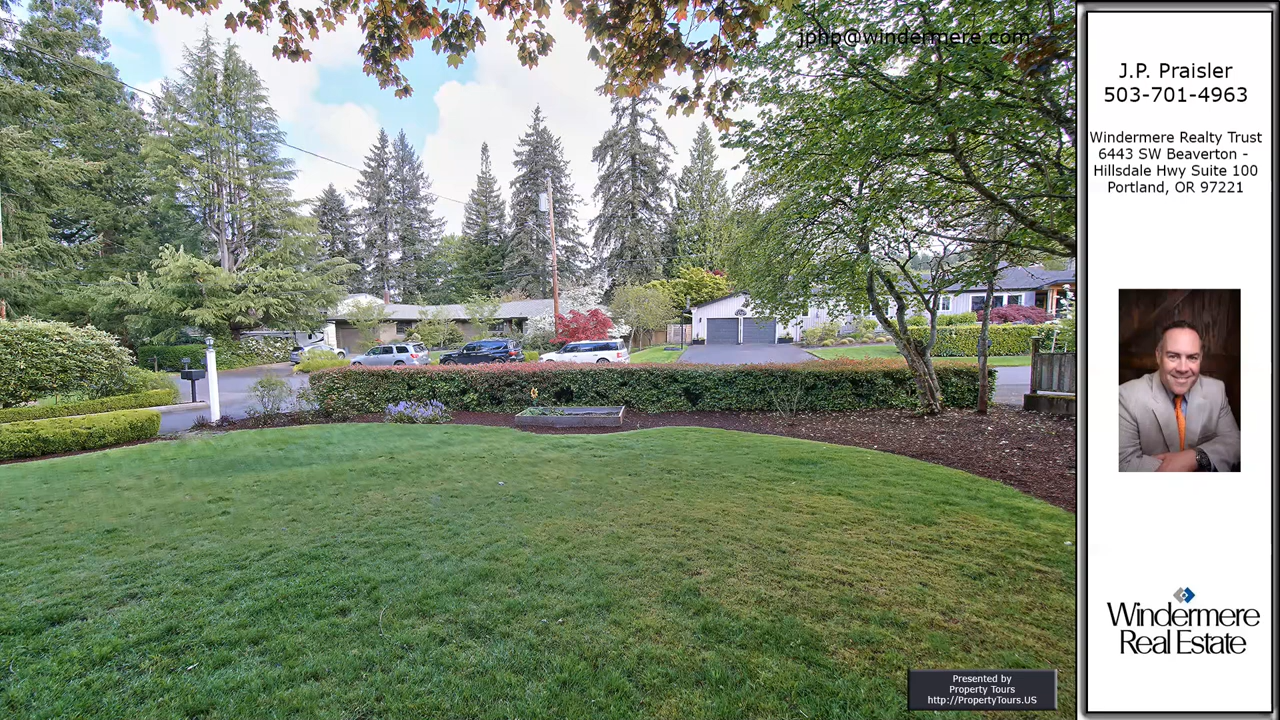 jphp@windermere.com
J.P. Praisler
503-701-4963
Windermere Realty Trust
6443 SW Beaverton -
Hillsdale Hwy Suite 100
Portland, OR 97221
Windermere
Real Estate
Presented by
Property Tours
http://PropertyTours.US